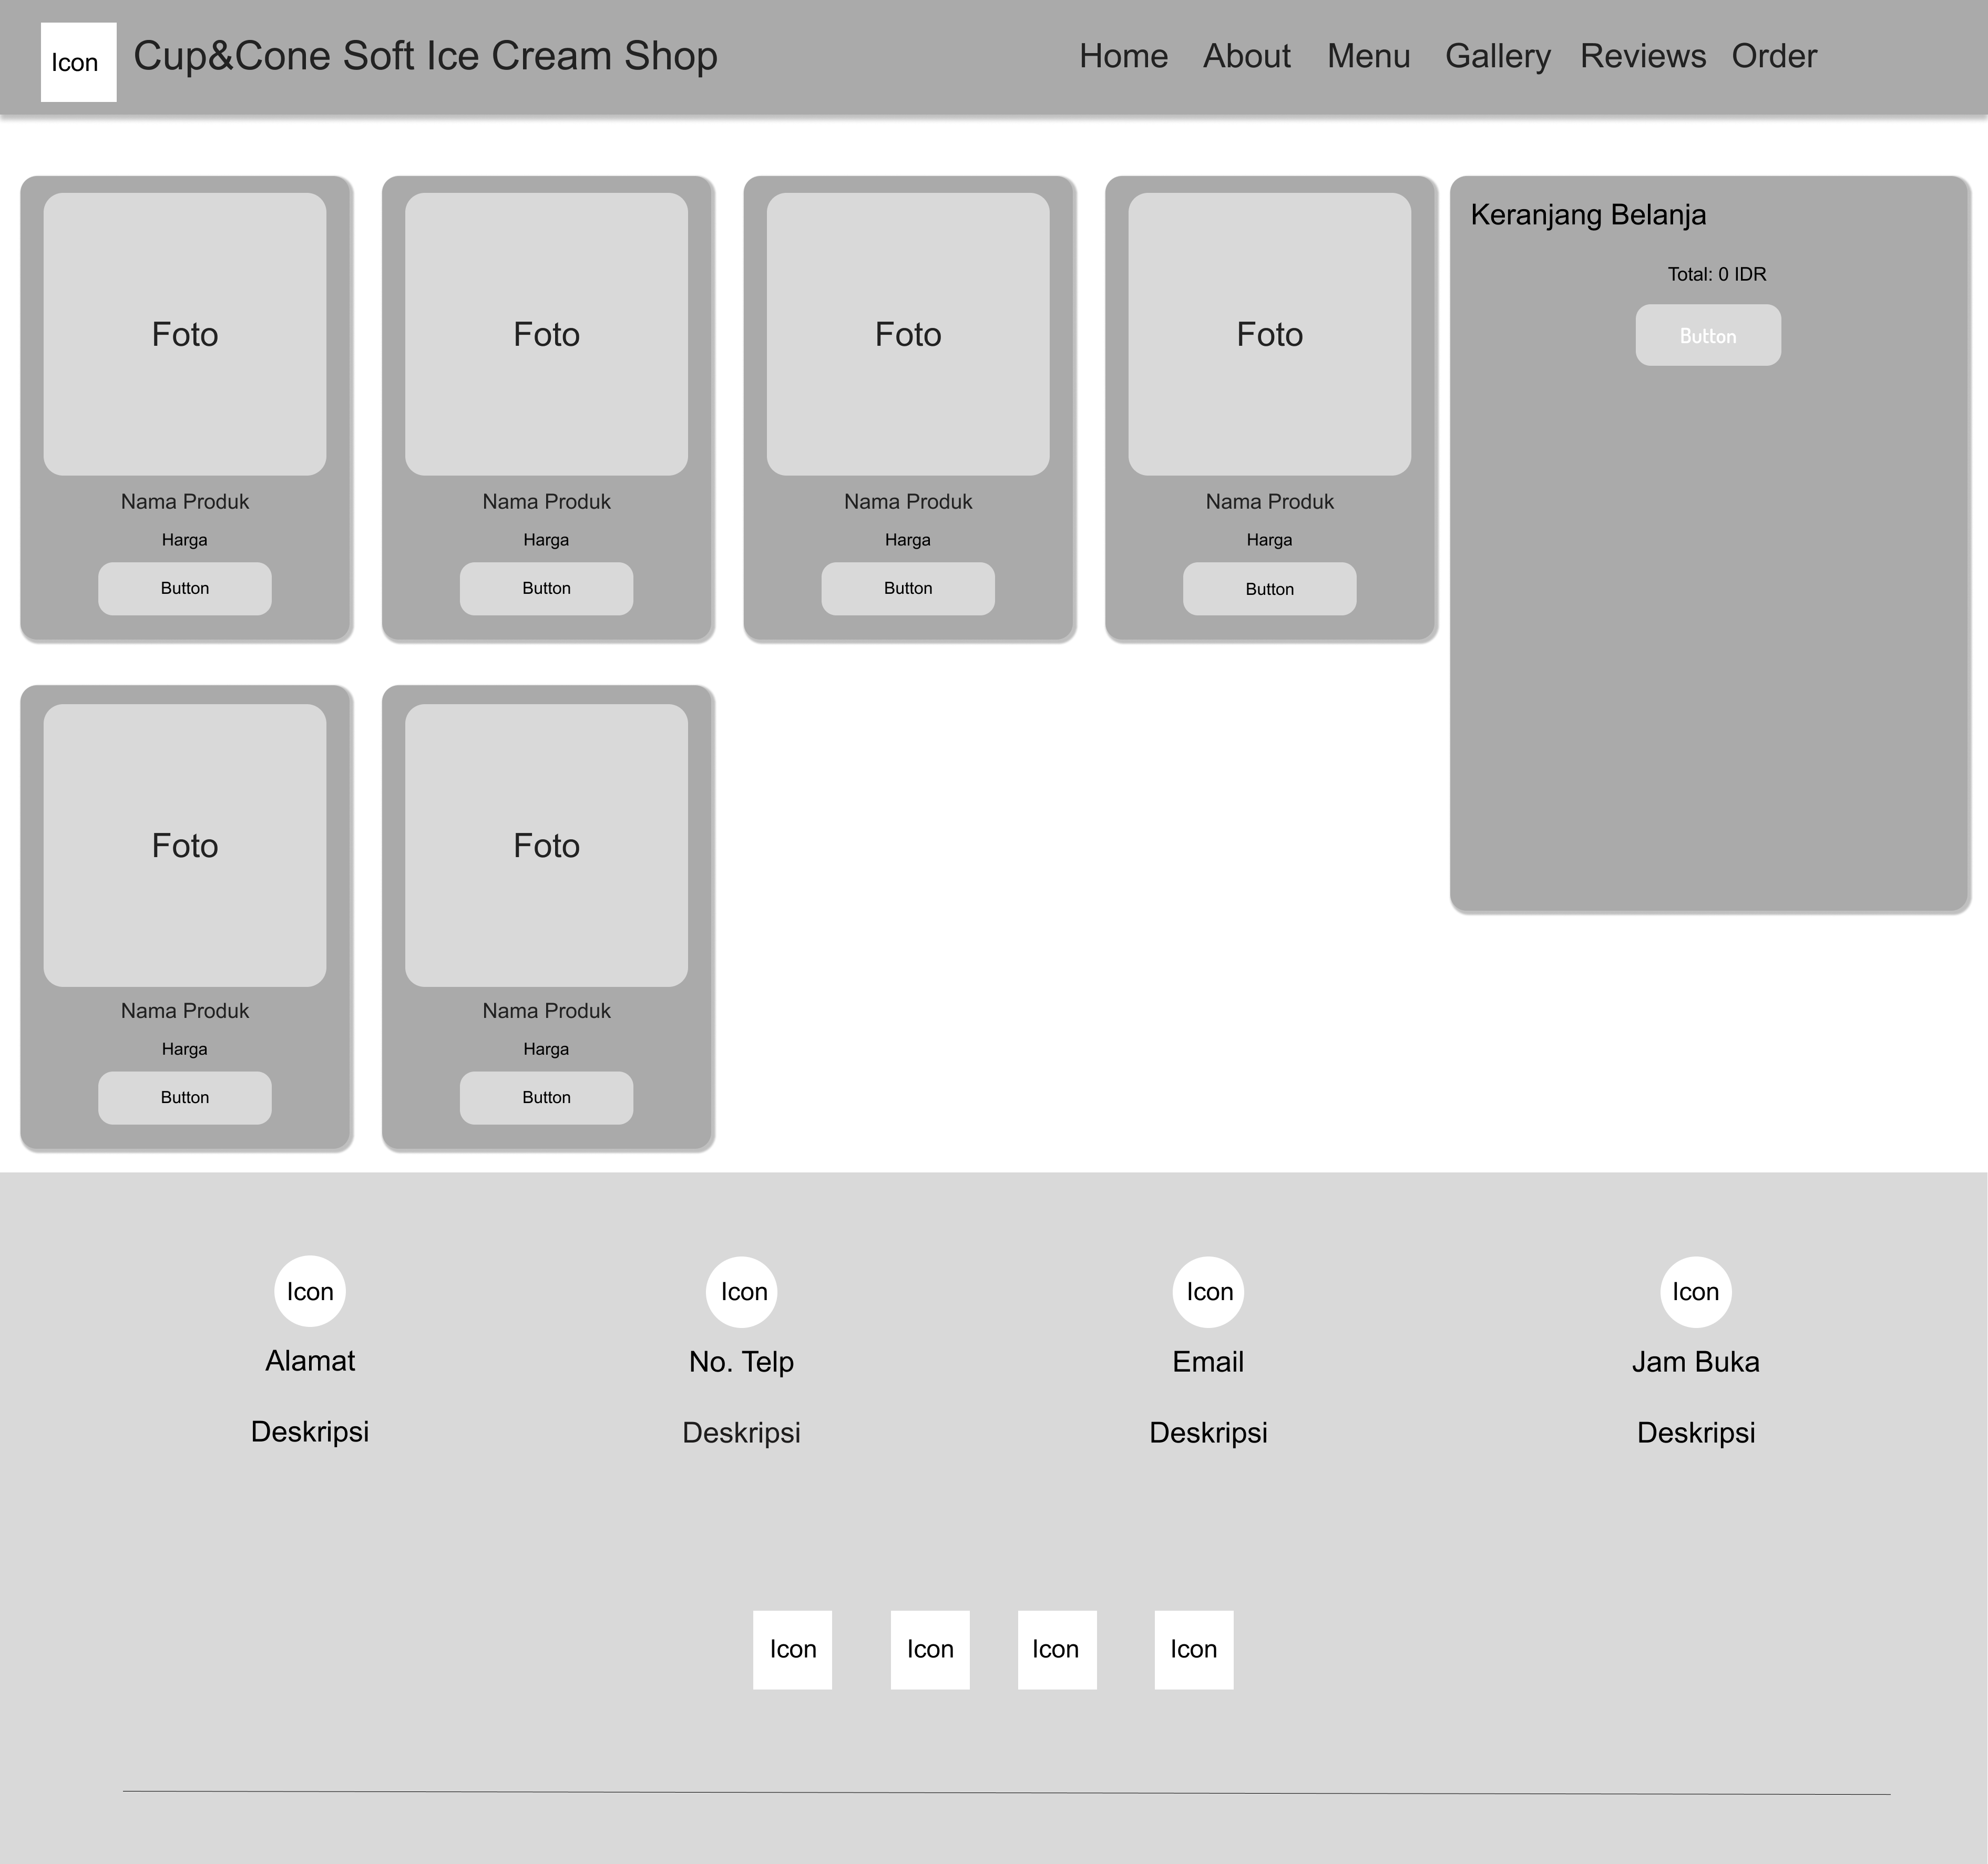 Icon
Cup&Cone Soft Ice Cream Shop
Home About Menu Gallery Reviews Order
Foto
Nama Produk
Harga
Button
Foto
Nama Produk
Harga
Button
Foto
Nama Produk
Harga
Button
Foto
Nama Produk
Harga
Button
Keranjang Belanja
Total: 0 IDR
Button
Foto
Nama Produk
Harga
Button
Foto
Nama Produk
Harga
Button
Icon
Alamat
Deskripsi
Icon
No. Telp
Deskripsi
Icon
Email
Deskripsi
Icon
Jam Buka
Deskripsi
Icon
Icon
Icon
Icon